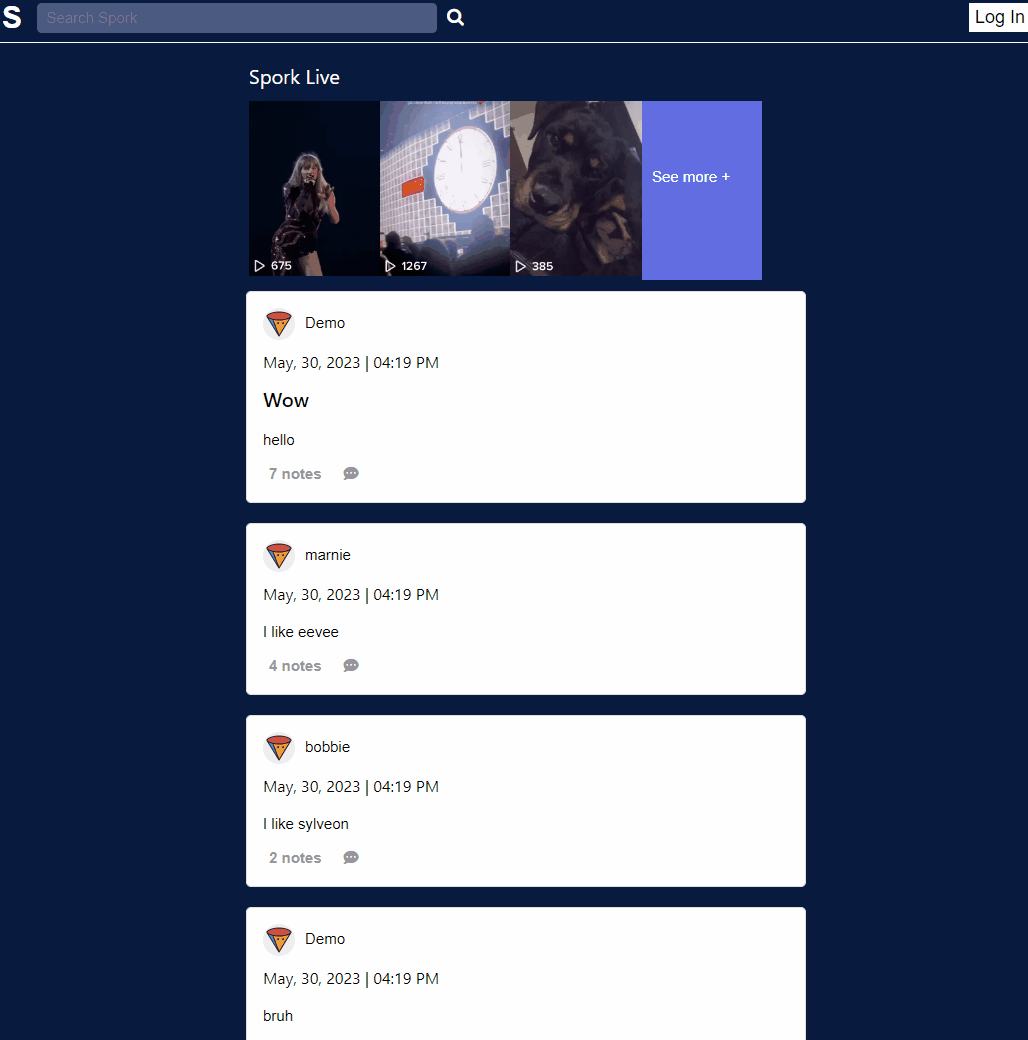 S Search Spork Log In
Spork Live
675 1267 385
See more +
Demo
May, 30, 2023 | 04:19 PM
Wow
hello
7 notes
marnie
May, 30, 2023 | 04:19 PM
I like eevee
4 notes
bobbie
May, 30, 2023 | 04:19 PM
I like sylveon
2 notes
Demo
May, 30, 2023 | 04:19 PM
bruh